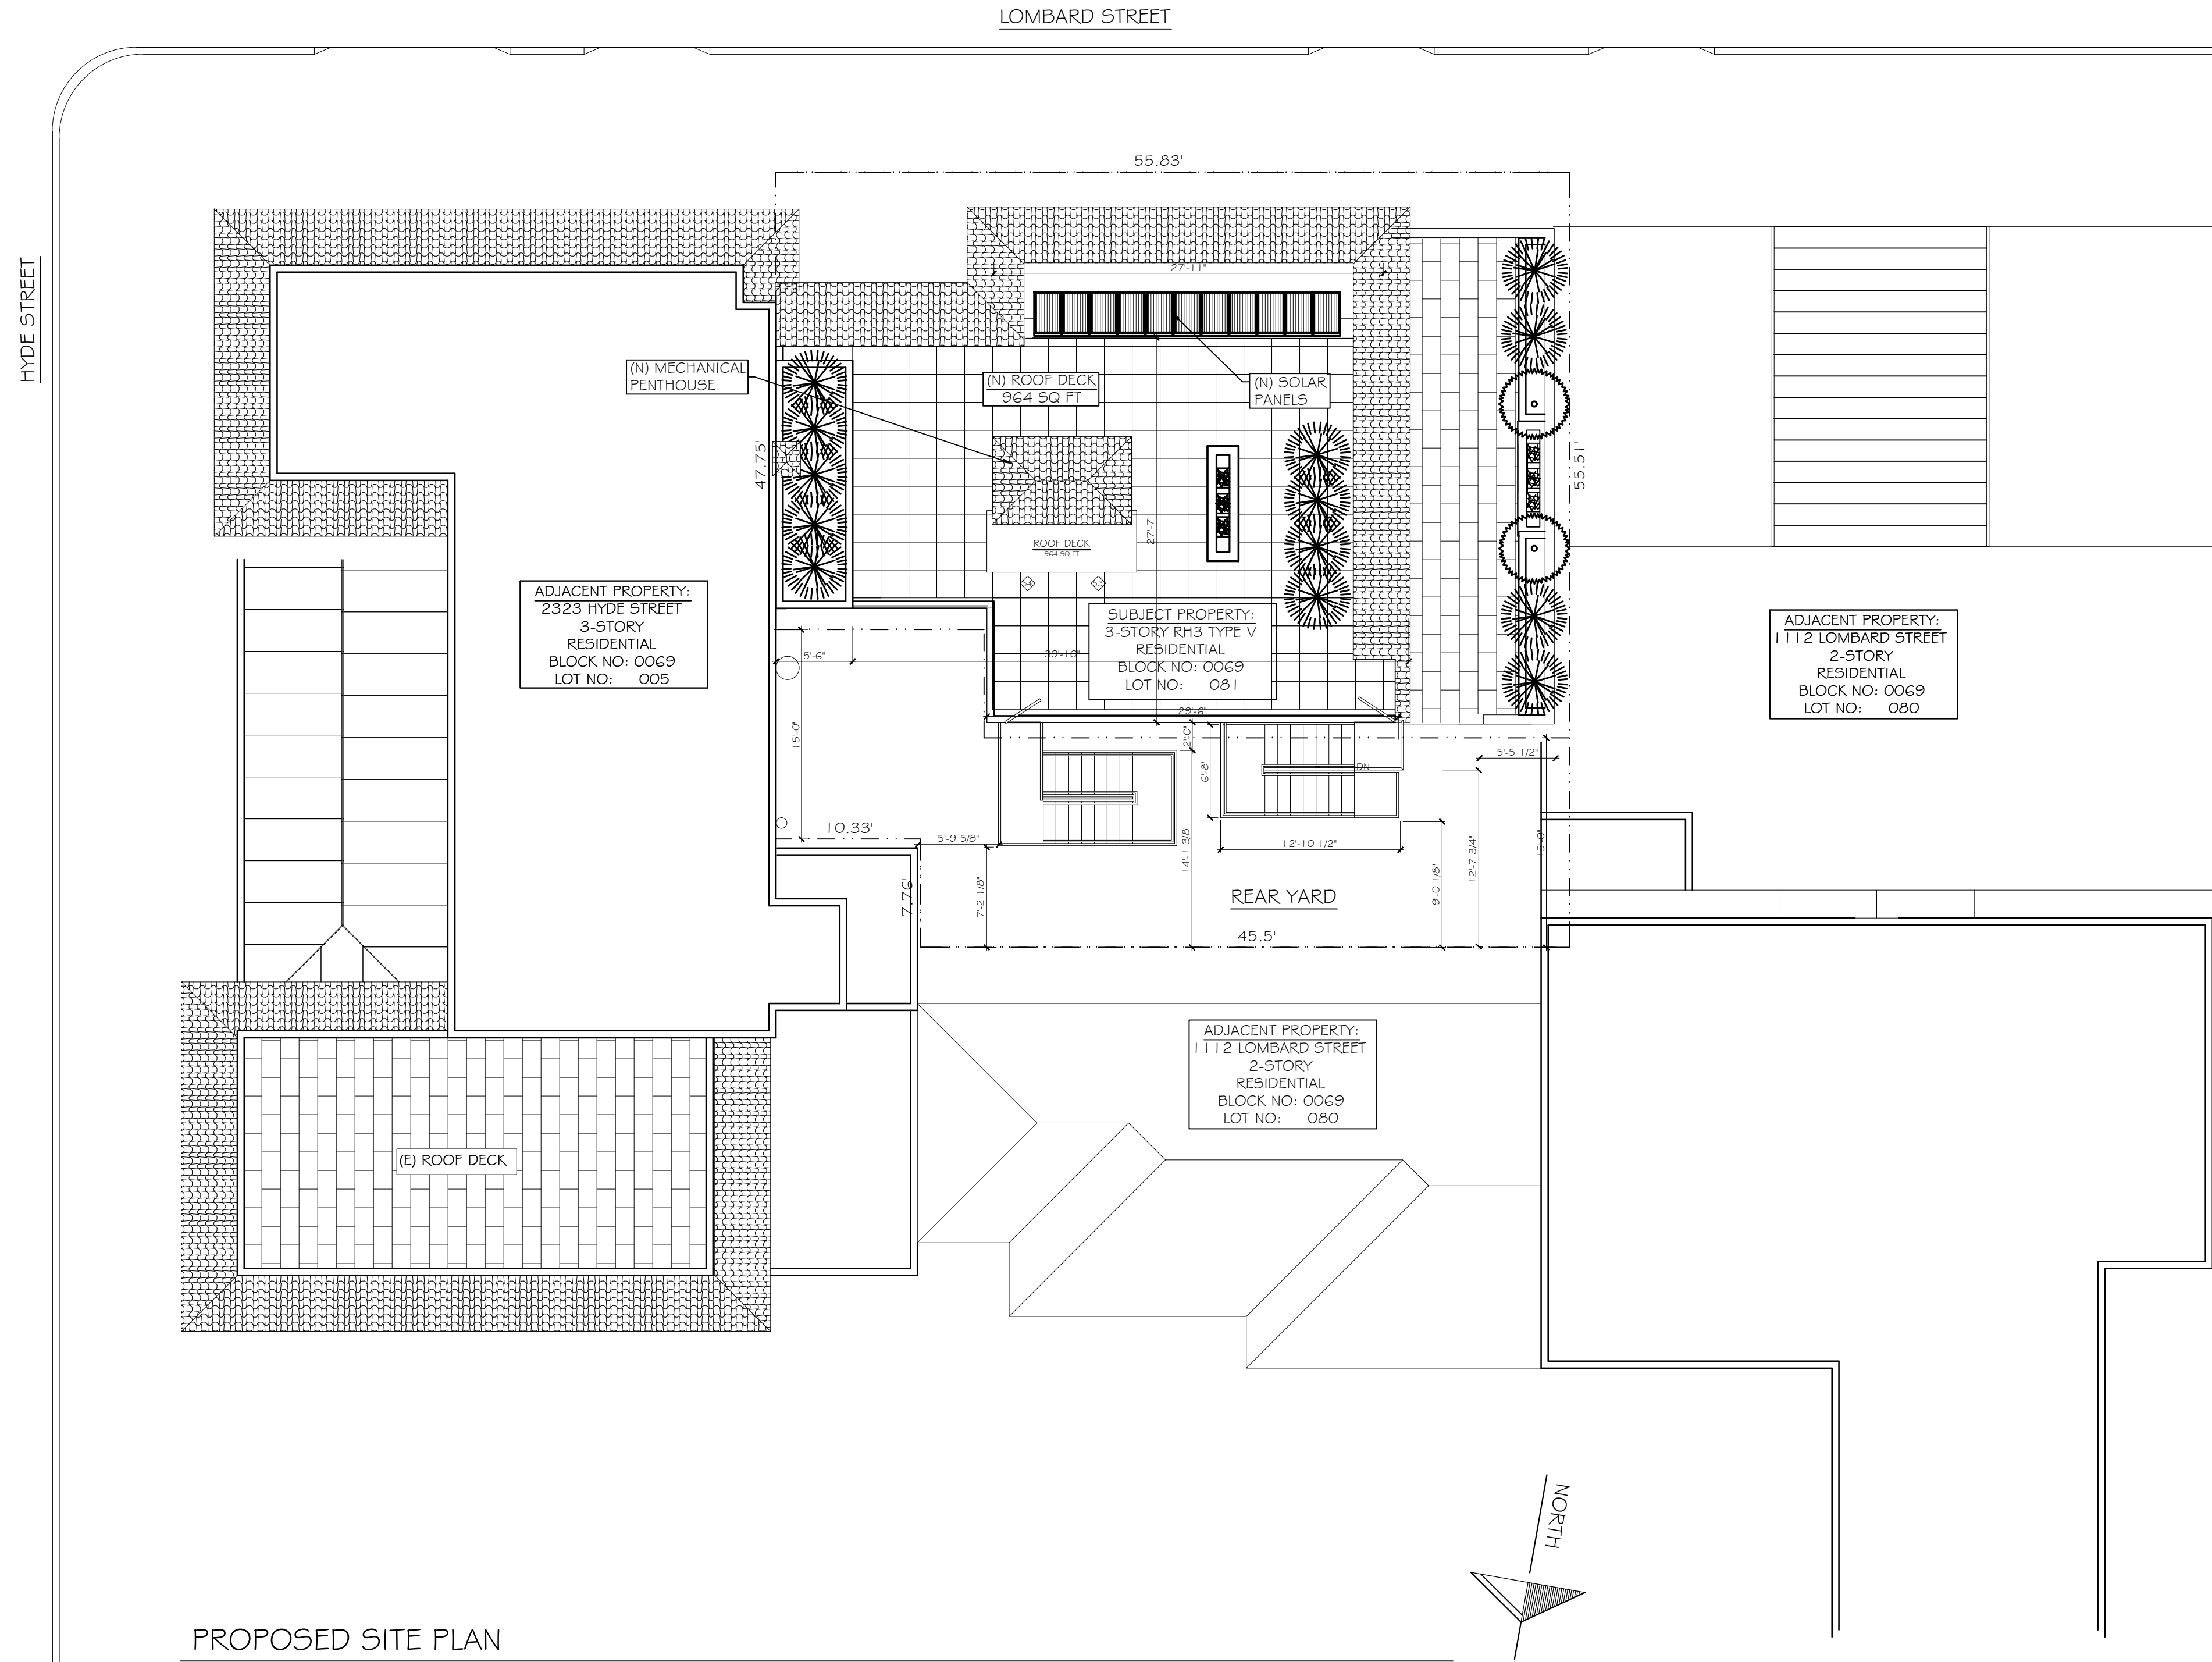 LOMBARD STREET
55.83'
HYDE STREET
27'-11"
(N) MECHANICAL
PENTHOUSE
(N) ROOF DECK
964 SQ FT
(N) SOLAR
PANELS
47.75'
55.51'
27'-7"
ROOF DECK
964 SQ.FT
54
53
ADJACENT PROPERTY:
2323 HYDE STREET
3-STORY
RESIDENTIAL
BLOCK NO: 0069
LOT NO: 005
SUBJECT PROPERTY:
3-STORY RH3 TYPE V
RESIDENTIAL
BLOCK NO: 0069
LOT NO: 081
ADJACENT PROPERTY:
1112 LOMBARD STREET
2-STORY
RESIDENTIAL
BLOCK NO: 0069
LOT NO: 080
5'-6"
39'-10"
29'-6"
15'-0"
2'-0"
6'-8"
DN
5'-5 1/2"
10.33'
5'-9 5/8"
12'-10 1/2"
14'-1 3/8"
12'-7 3/4"
15'-0"
7.76'
7'-2 1/8"
9'-0 1/8"
REAR YARD
45.5'
ADJACENT PROPERTY:
1112 LOMBARD STREET
2-STORY
RESIDENTIAL
BLOCK NO: 0069
LOT NO: 080
(E) ROOF DECK
NORTH
PROPOSED SITE PLAN